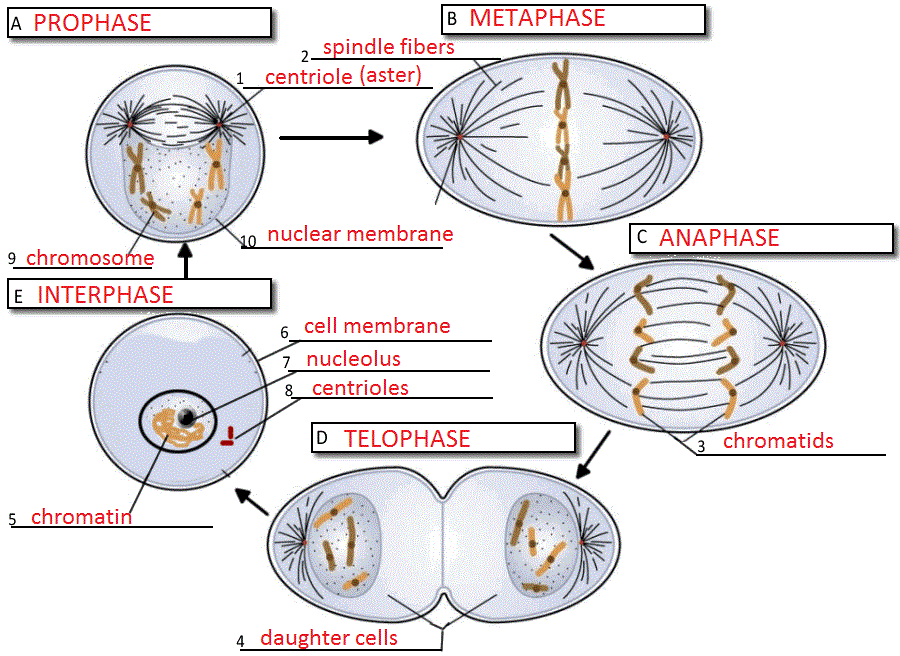 A PROPHASE
B METAPHASE
2 spindle fibers
1 centriole (aster)
10 nuclear membrane
9 chromosome
C ANAPHASE
E INTERPHASE
6 cell membrane
7 nucleolus
8 centrioles
D TELOPHASE
3 chromatids
5 chromatin
4 daughter cells